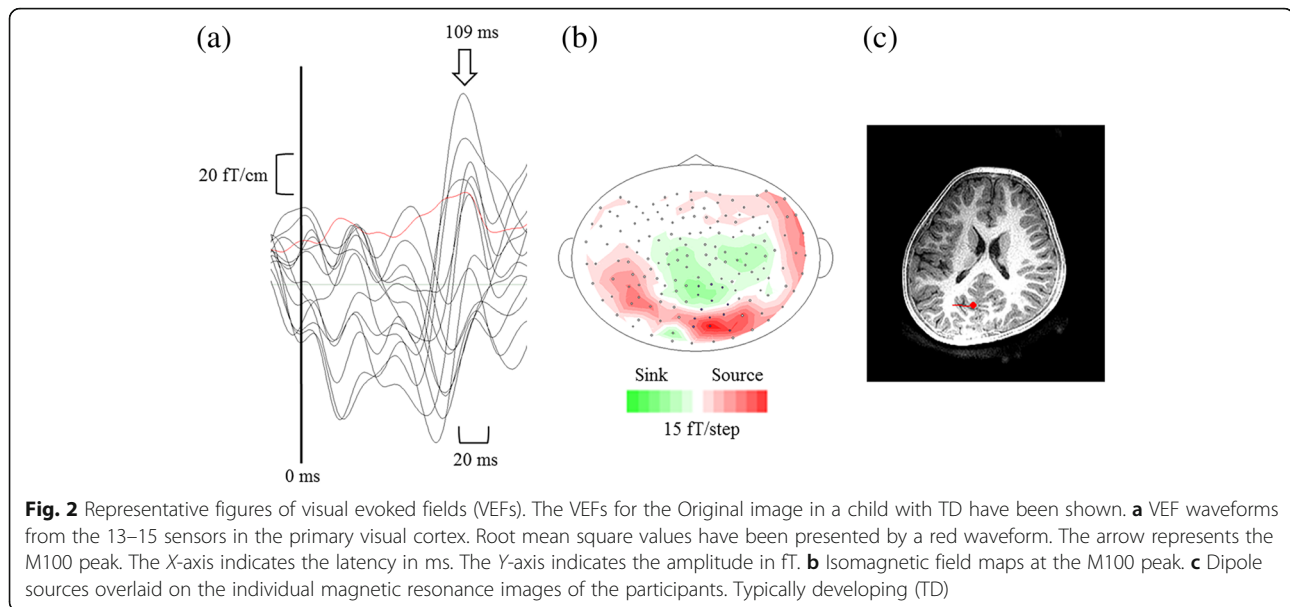 (a)
109 ms
(b)
(c)
20 fT/cm
Sink Source
15 fT/step
20 ms
0 ms
Fig. 2 Representative figures of visual evoked fields (VEFs). The VEFs for the Original image in a child with TD have been shown. a VEF waveforms
from the 13–15 sensors in the primary visual cortex. Root mean square values have been presented by a red waveform. The arrow represents the
M100 peak. The X-axis indicates the latency in ms. The Y-axis indicates the amplitude in fT. b Isomagnetic field maps at the M100 peak. c Dipole
sources overlaid on the individual magnetic resonance images of the participants. Typically developing (TD)